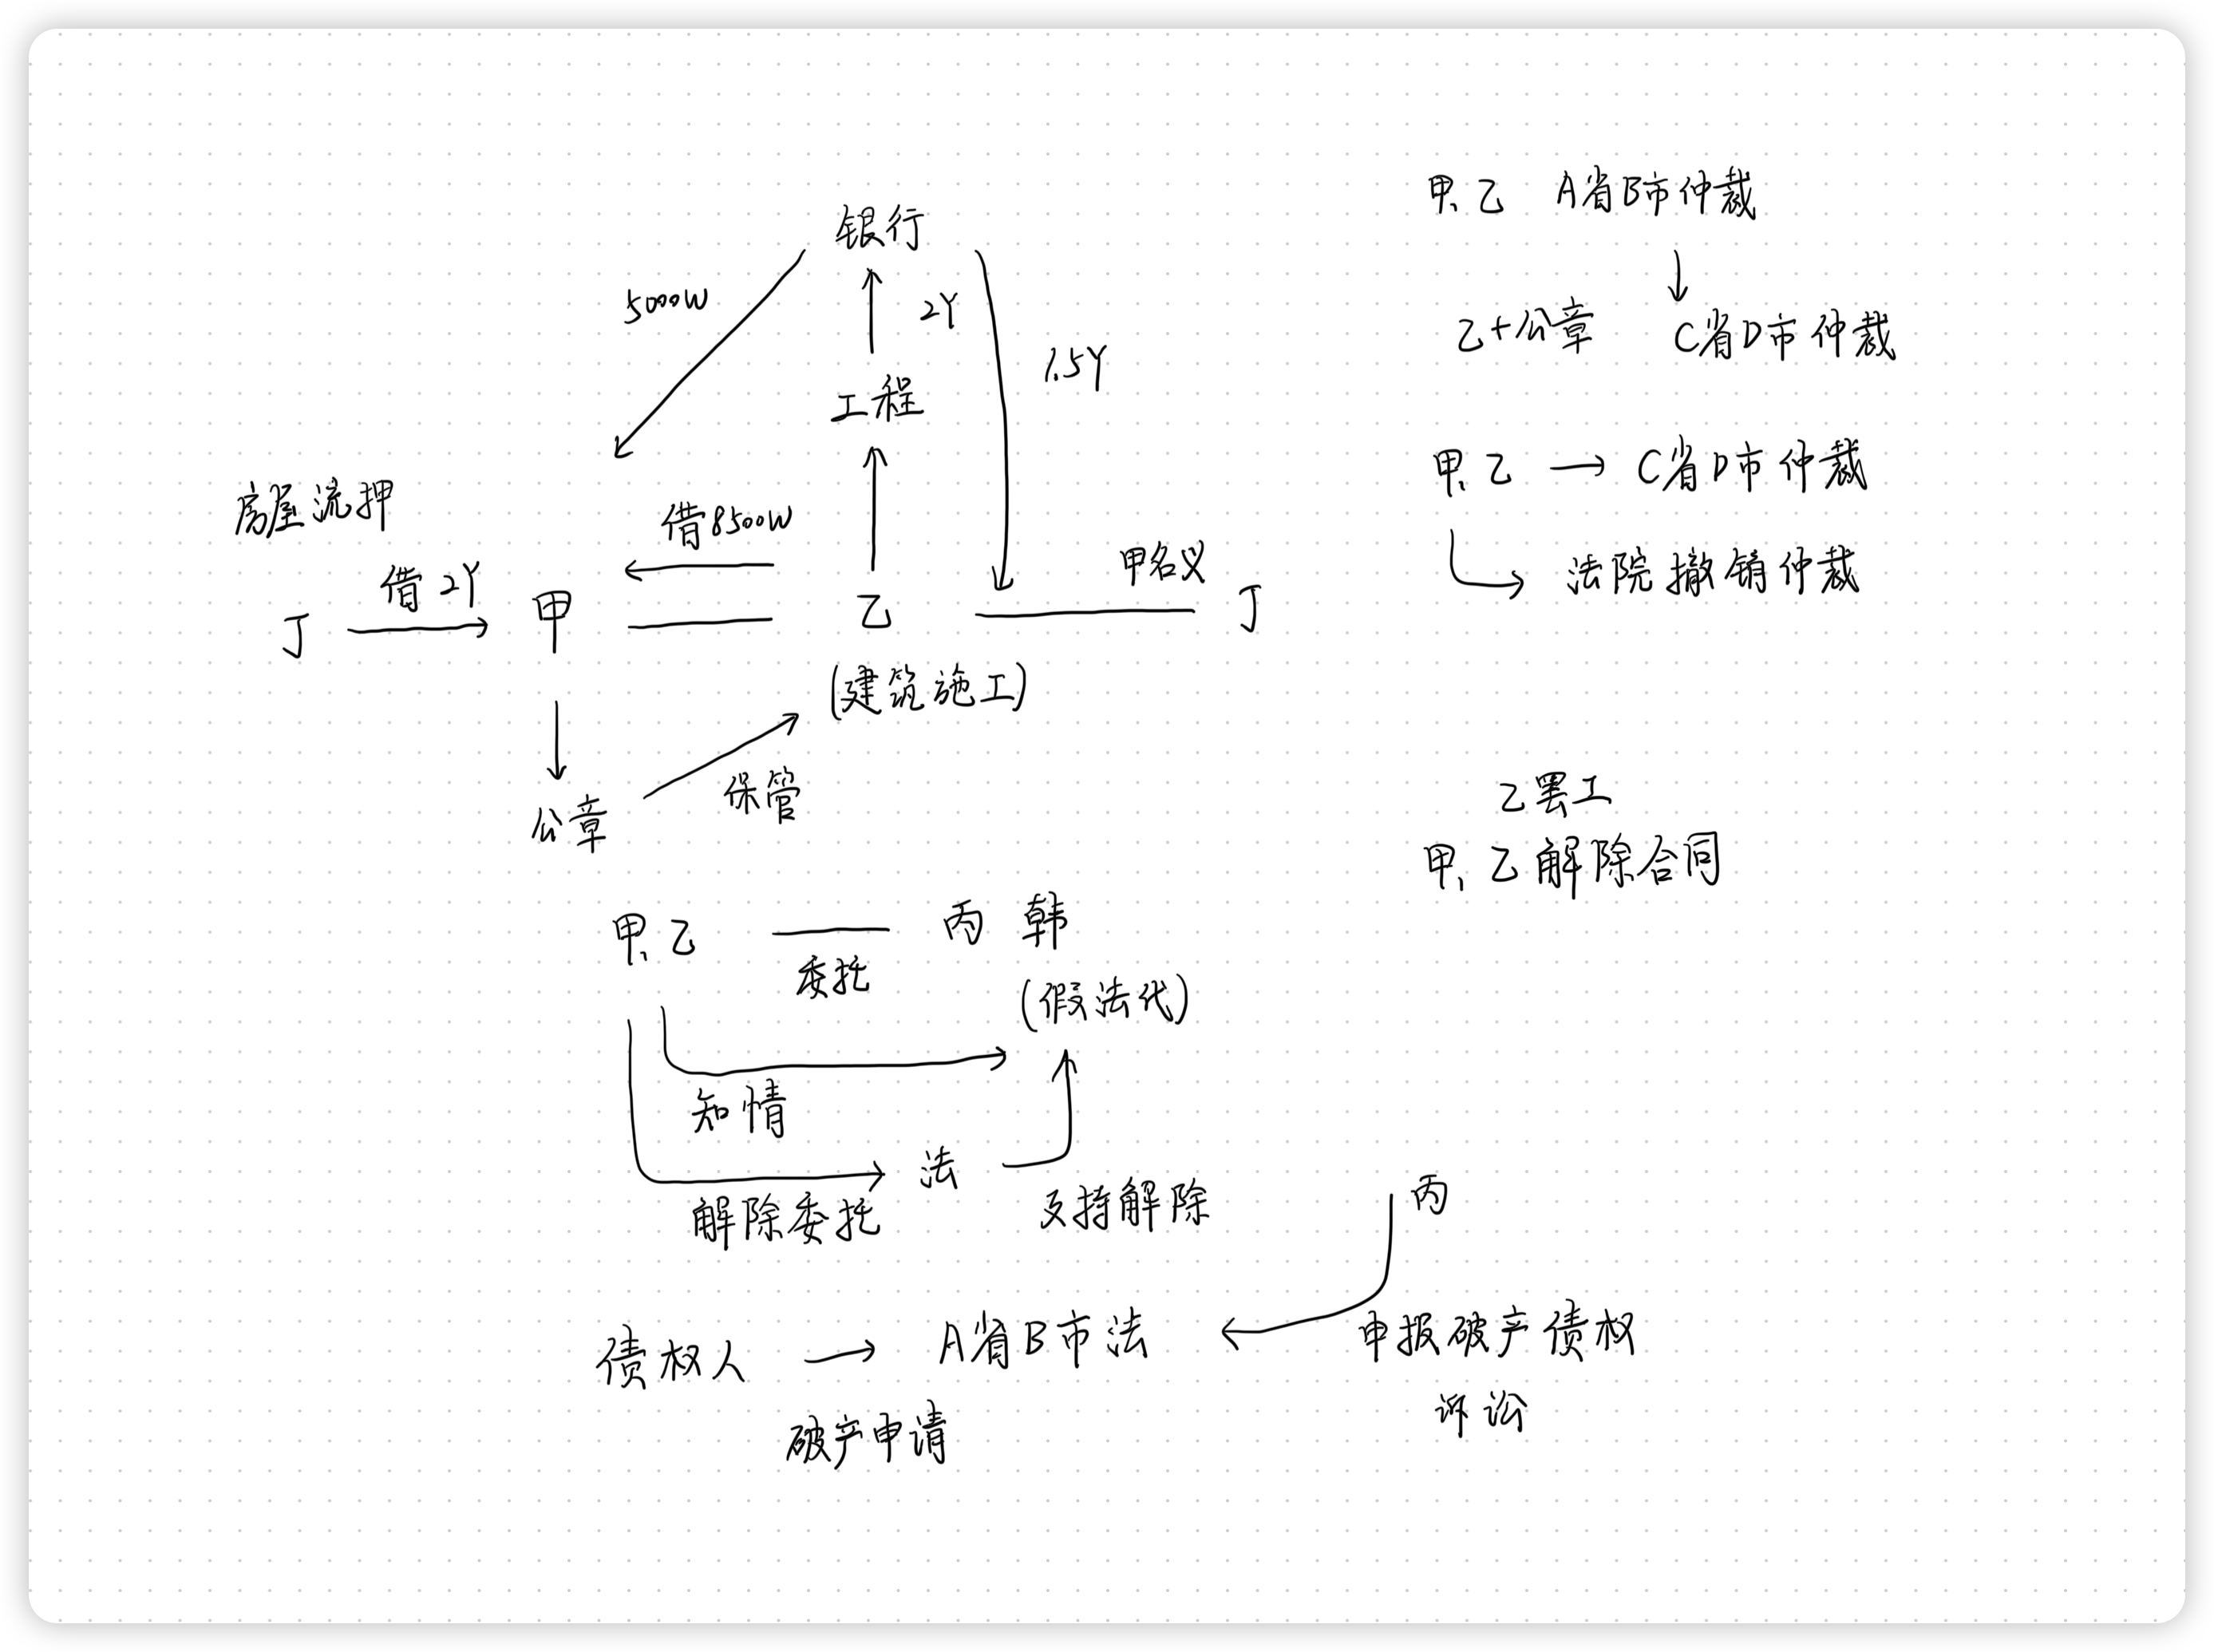 银行
5000W
2Y
1.5Y
工程
房屋流押
借8500W
甲名义
丁
借2Y
甲
乙
丁
(建筑施工)
保管
公章
甲、乙
委托
丙 韩
(假法代)
知情
法
解除委托
支持解除
债权人
A省B市法
破产申请
甲、乙 A省B市仲裁
乙+公章 C省D市仲裁
甲、乙 → C省D市仲裁
法院撤销仲裁
乙罢工
甲、乙解除合同
丙
申报破产债权
诉讼